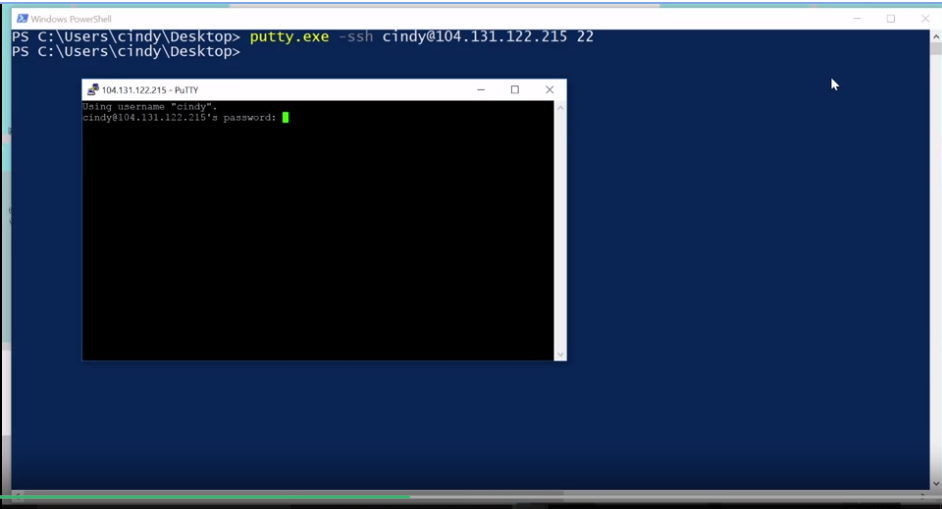 Windows PowerShell
PS C:\Users\cindy\Desktop> putty.exe -ssh cindy@104.131.122.215 22
PS C:\Users\cindy\Desktop>
104.131.122.215 - PuTTY
Using username "cindy".
cindy@104.131.122.215's password: